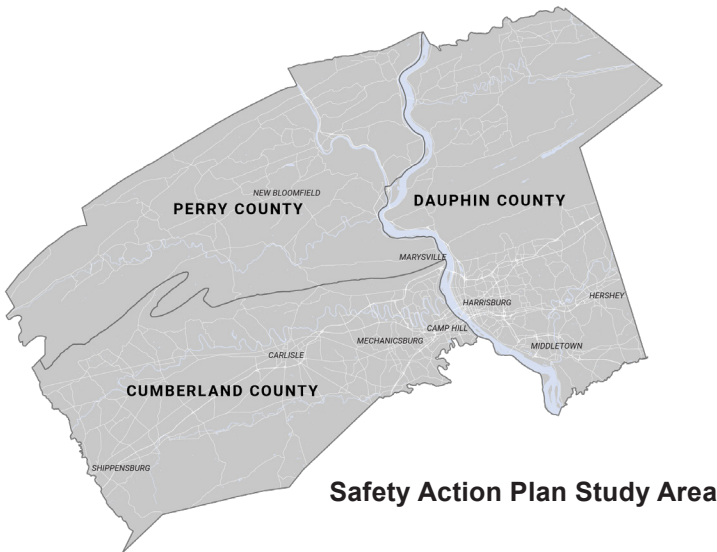 NEW BLOOMFIELD
PERRY COUNTY
DAUPHIN COUNTY
MARYSVILLE
HARRISBURG
HERSHEY
CAMP HILL
MECHANICSBURG
MIDDLETOWN
CARLISLE
CUMBERLAND COUNTY
SHIPPENSBURG
Safety Action Plan Study Area